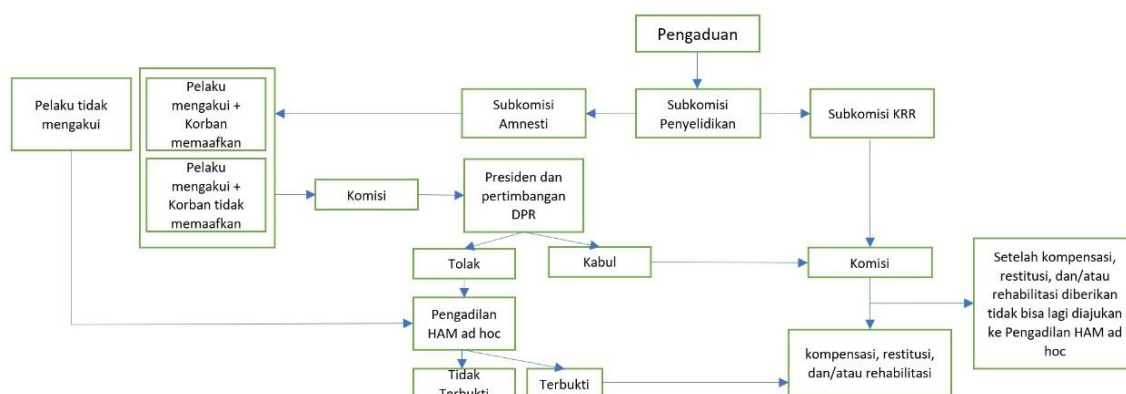 Pengaduan
Pelaku tidak
mengakui
Pelaku
mengakui +
Korban
memaafkan
Subkomisi
Amnesti
Subkomisi
Penyelidikan
Subkomisi KRR
Pelaku
mengakui +
Korban tidak
memaafkan
Komisi
Presiden dan
pertimbangan
DPR
Tolak
Kabul
Komisi
Setelah kompensasi,
restitusi, dan/atau
rehabilitasi diberikan
tidak bisa lagi diajukan
ke Pengadilan HAM ad
hoc
Pengadilan
HAM ad hoc
kompensasi, restitusi,
dan/atau rehabilitasi
Tidak
Terbukti
Terbukti